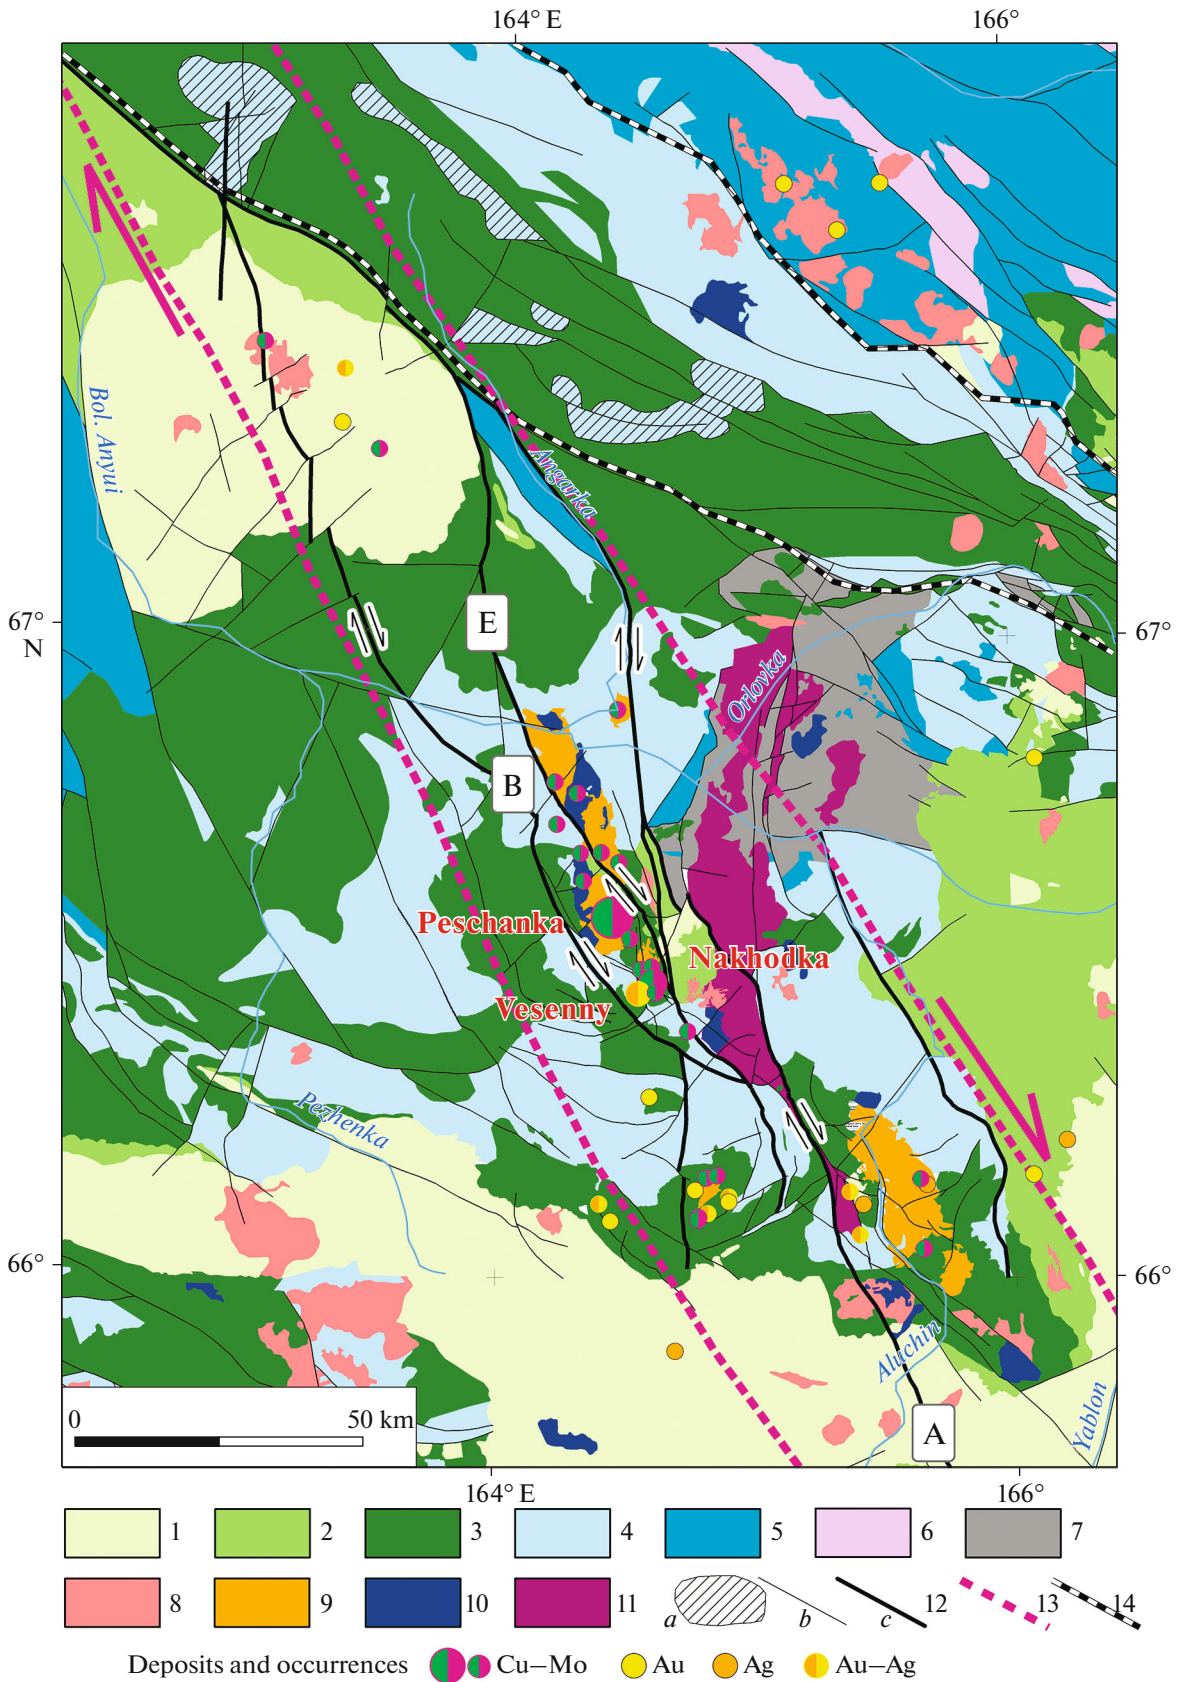 164° E 166°
Bol. Anyui
Angarka
67°
N
67°
E
Orlovka
B
Peschanka
Nakhodka
Vesenny
Pezhenka
66°
66°
Aluchin
Yablon
0 50 km
A
164° E 166°
1 2 3 4 5 6 7
8 9 10 11 a b c 12 13 14
Deposits and occurrences Cu–Mo Au Ag Au–Ag